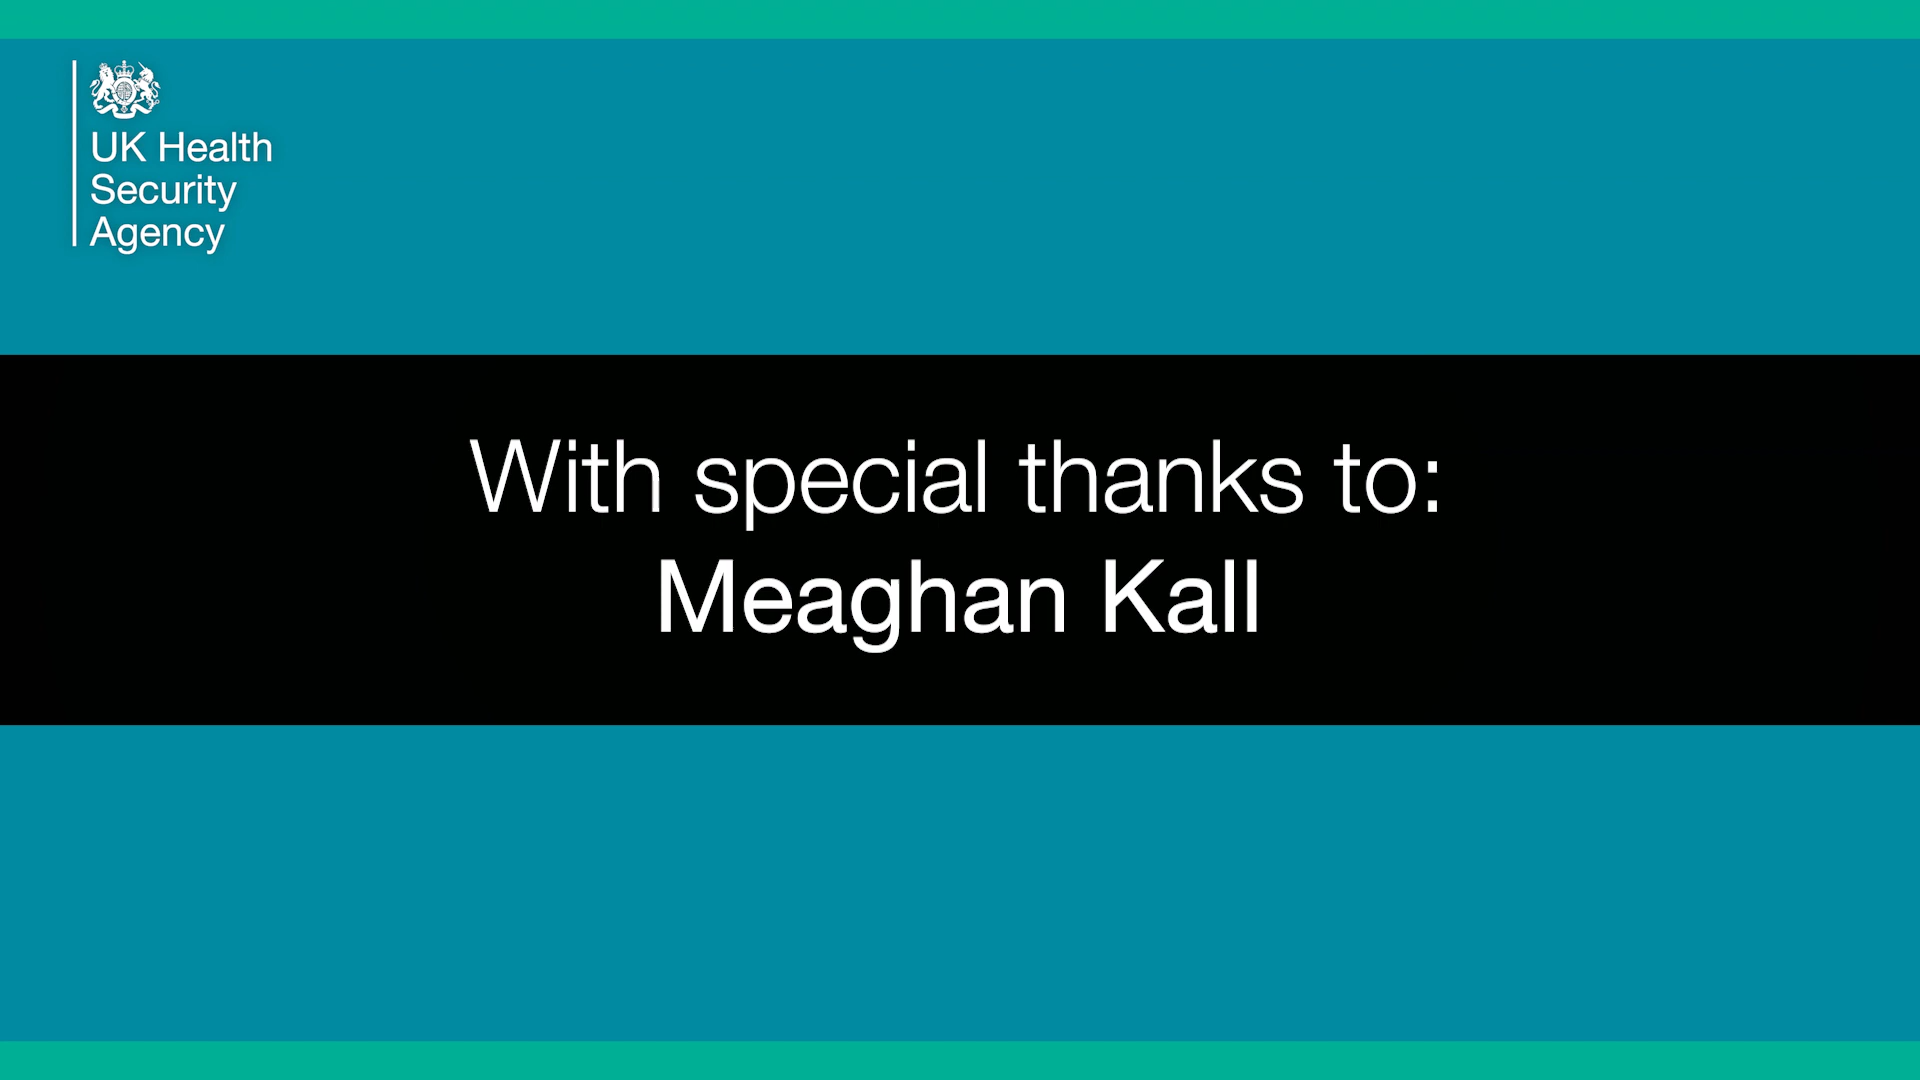 UK Health
Security
Agency
With special thanks to:
Meaghan Kall